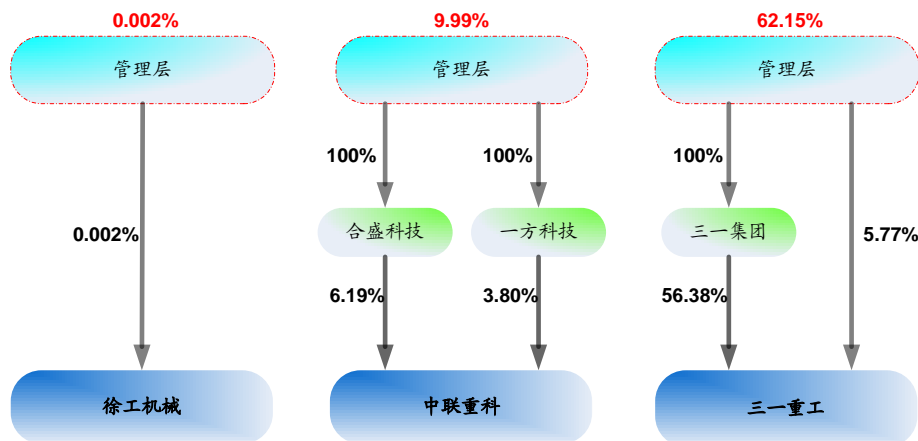 0.002%
9.99%
62.15%
管理层
管理层
管理层
100%
100%
100%
0.002%
合盛科技
一方科技
三一集团
5.77%
6.19%
3.80%
56.38%
徐工机械
中联重科
三一重工